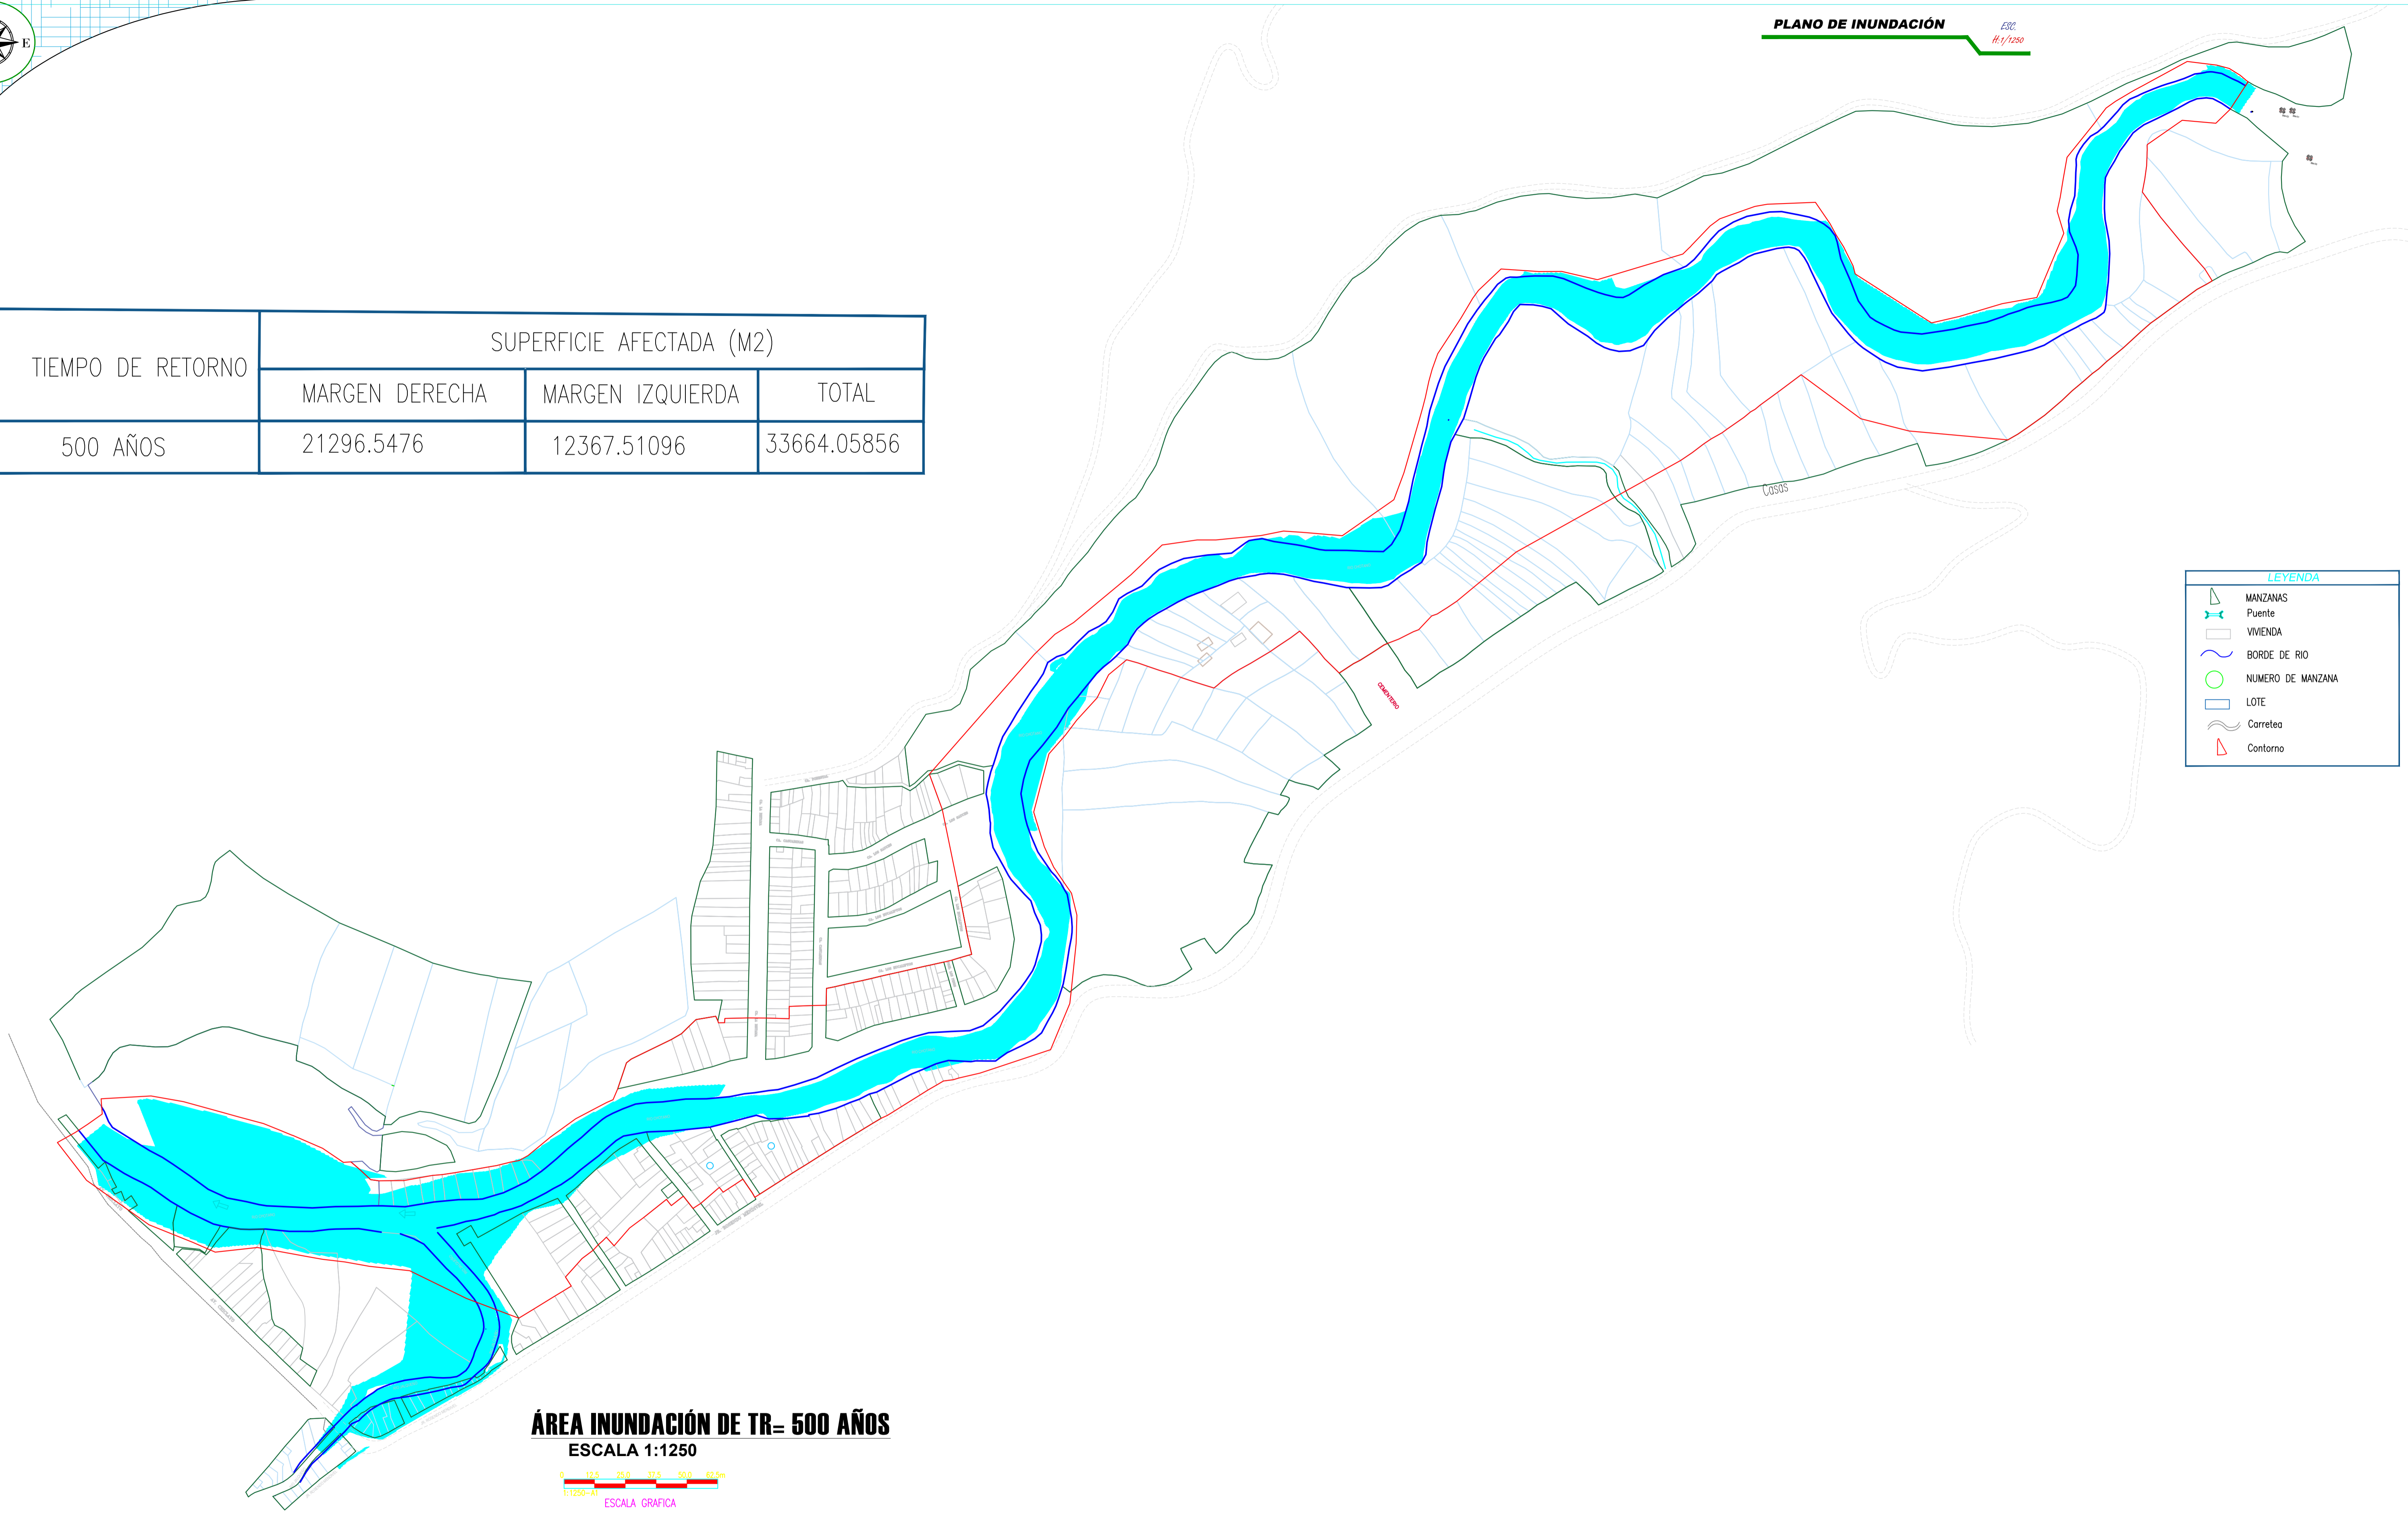 E
PLANO DE INUNDACIÓN
ESC.
H:1/1250
TIEMPO DE RETORNO
SUPERFICIE AFECTADA (M2)
MARGEN DERECHA
MARGEN IZQUIERDA
TOTAL
500 AÑOS
21296.5476
12367.51096
33664.05856
Casas
CEMENTERIO
LEYENDA
MANZANAS
Puente
VIVIENDA
BORDE DE RIO
NUMERO DE MANZANA
LOTE
Carretea
Contorno
ÁREA INUNDACIÓN DE TR= 500 AÑOS
ESCALA 1:1250
ESCALA GRAFICA